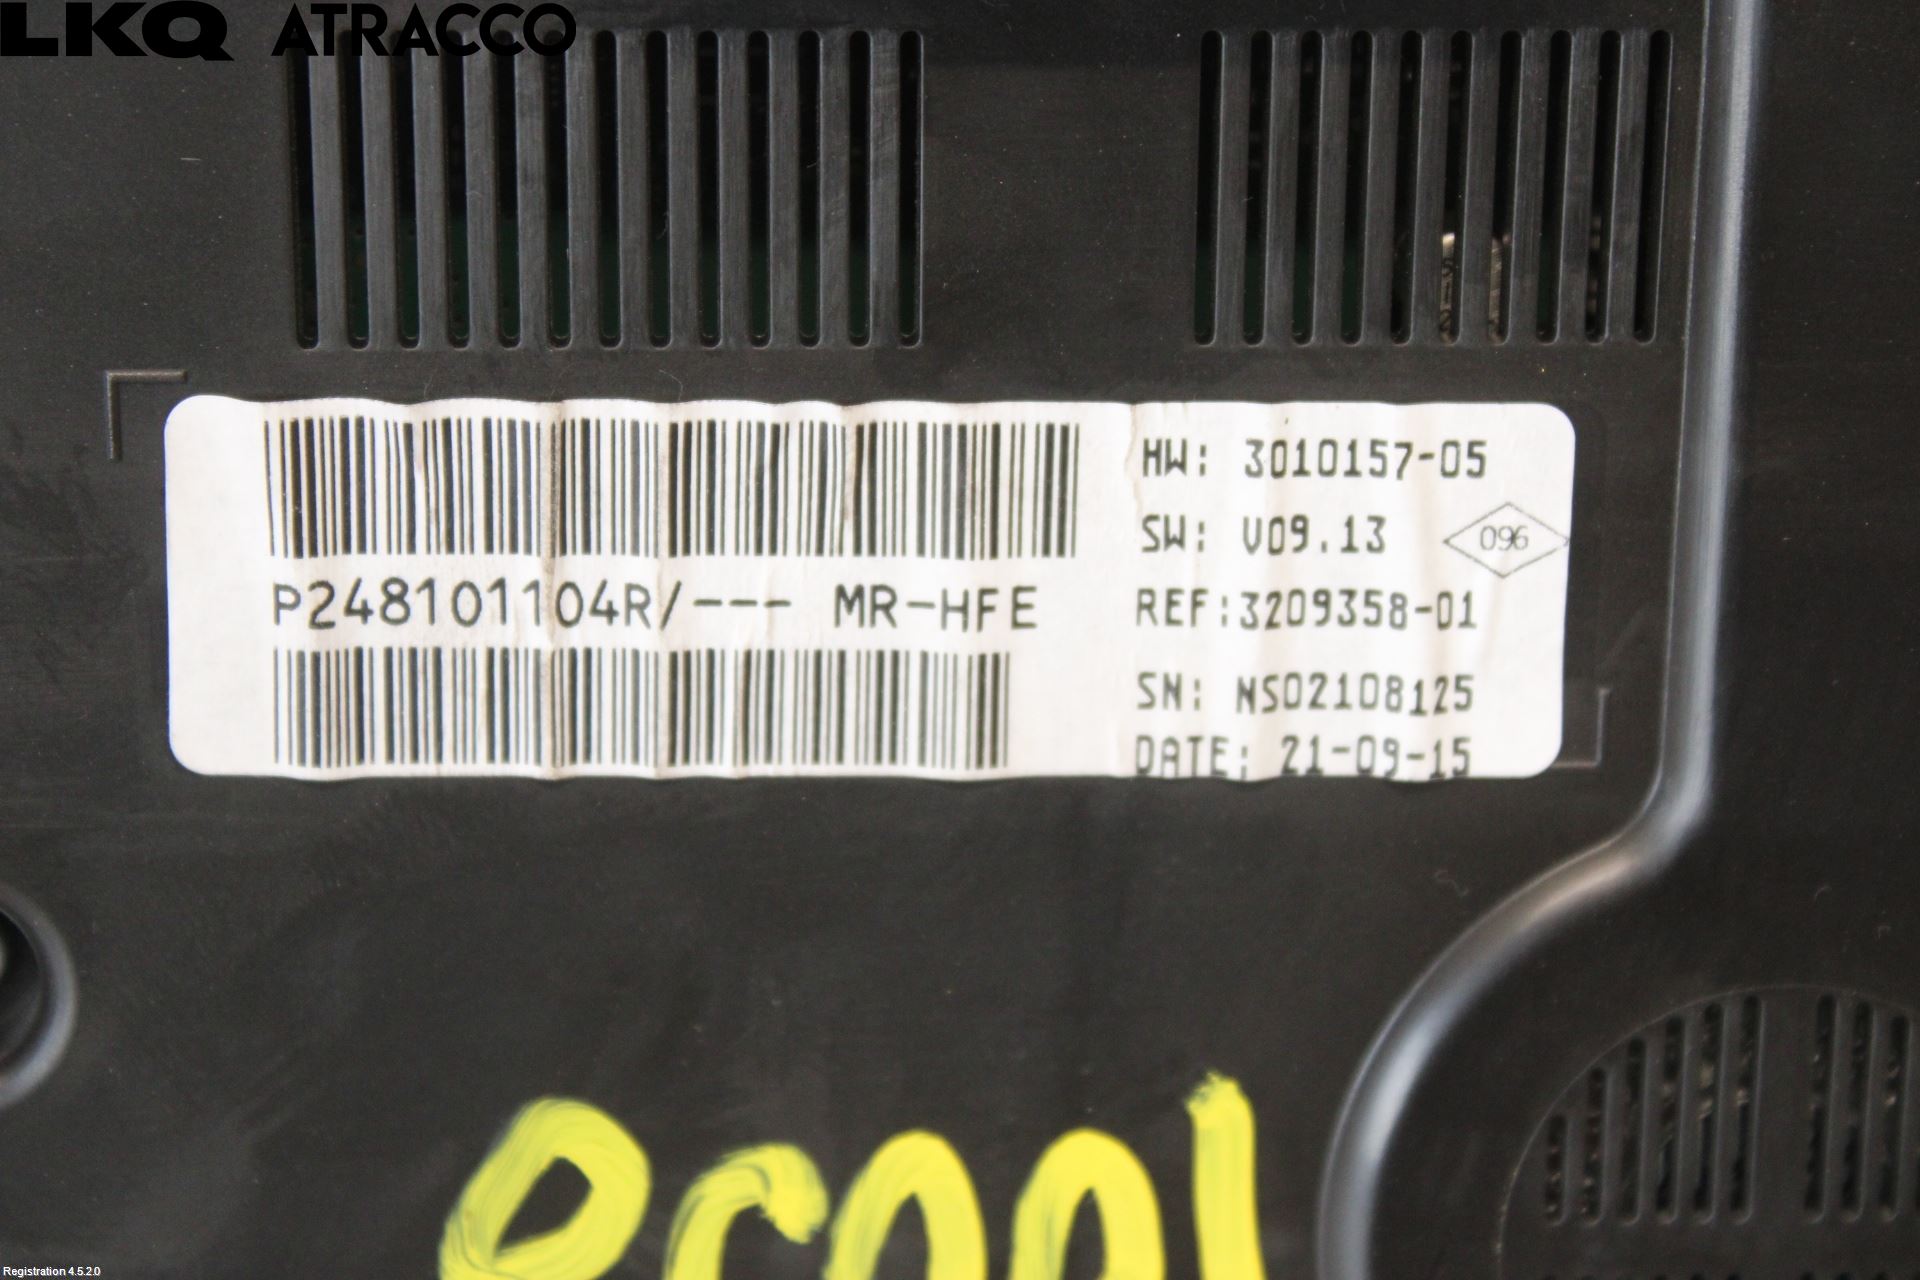 LKQ ATRACCO
P248101104R/--- MR-HFE
HW: 3010157-05
SW: V09.13
096
REF:3209358-01
SN: NS02108125
DATE: 21-09-15
Registration 4.5.2.0